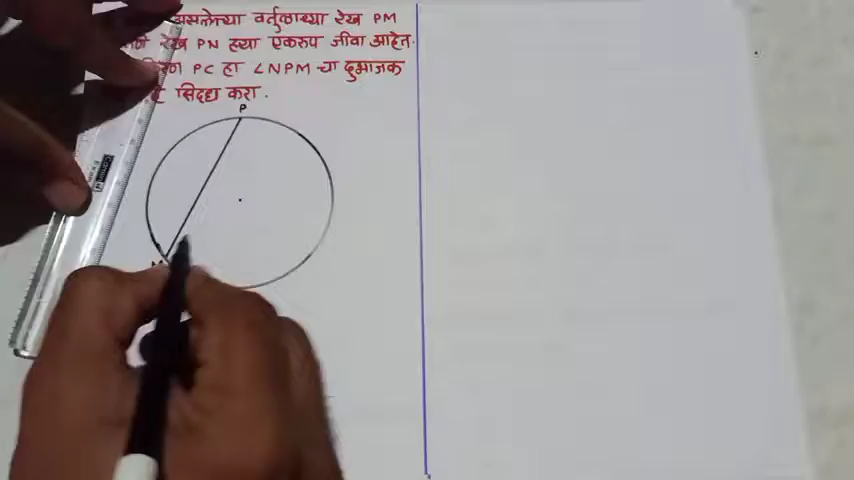 असलेल्या वर्तुळाच्या रेख PM
रेख PN ह्या एकरूप जीवा आहेत.
PC हा ∠NPM चा दुभाजक
सिद्ध करा.
P
M